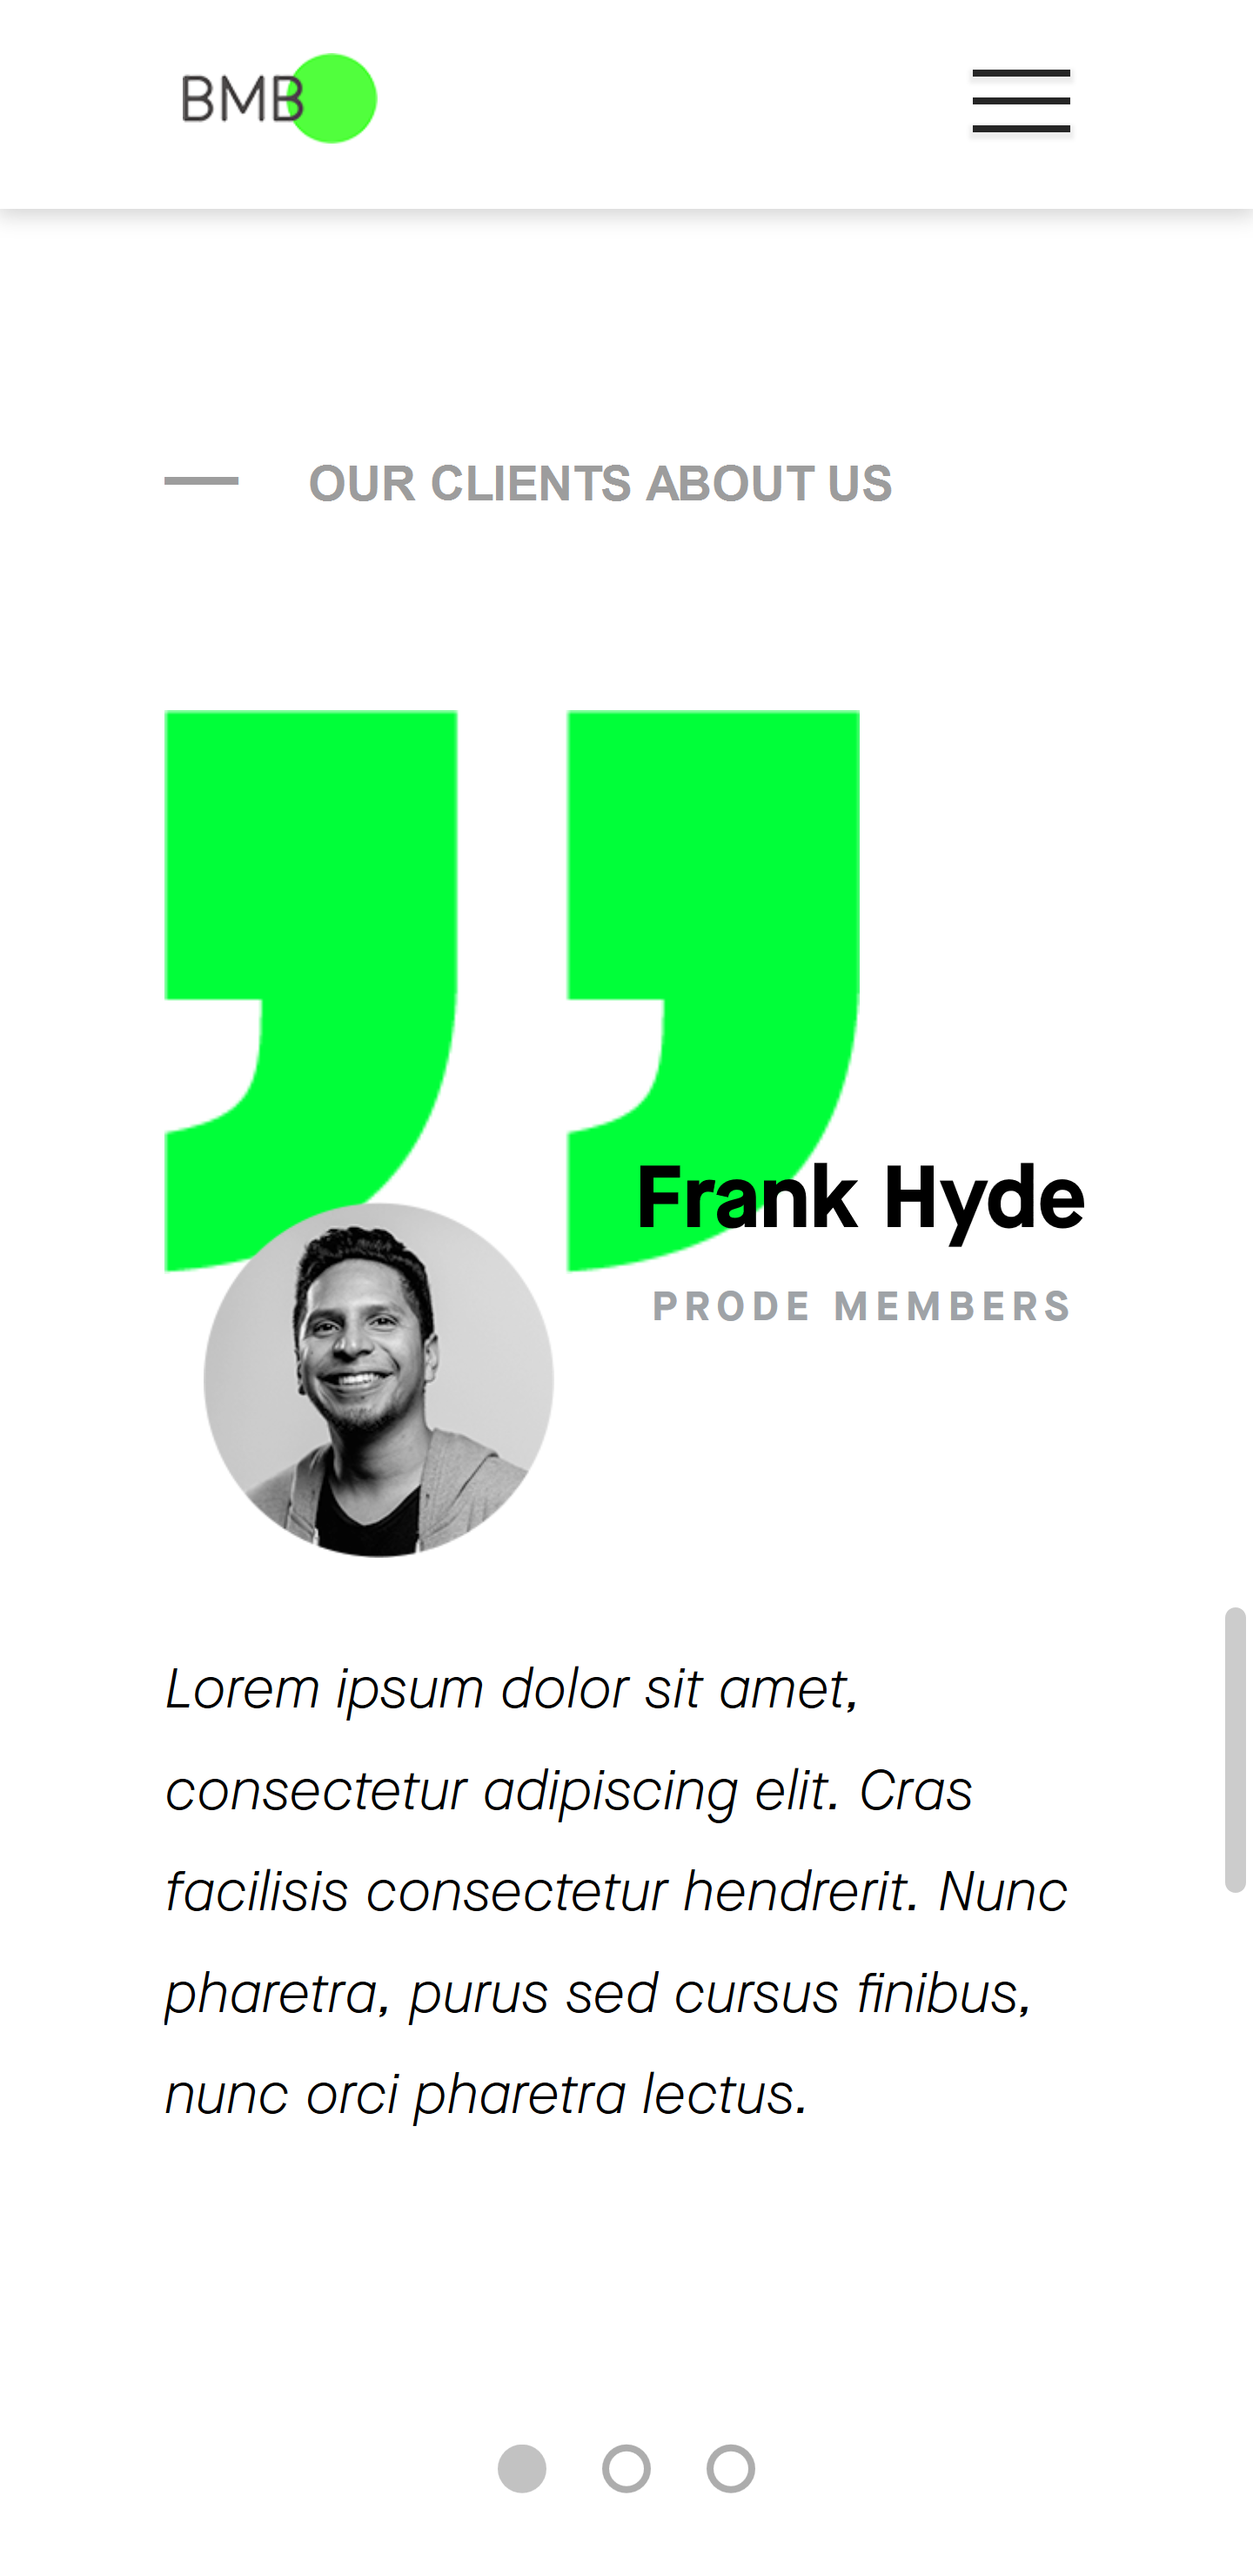 BMB
OUR CLIENTS ABOUT US
Frank Hyde
PRODE MEMBERS
Lorem ipsum dolor sit amet,
consectetur adipiscing elit. Cras
facilisis consectetur hendrerit. Nunc
pharetra, purus sed cursus finibus,
nunc orci pharetra lectus.